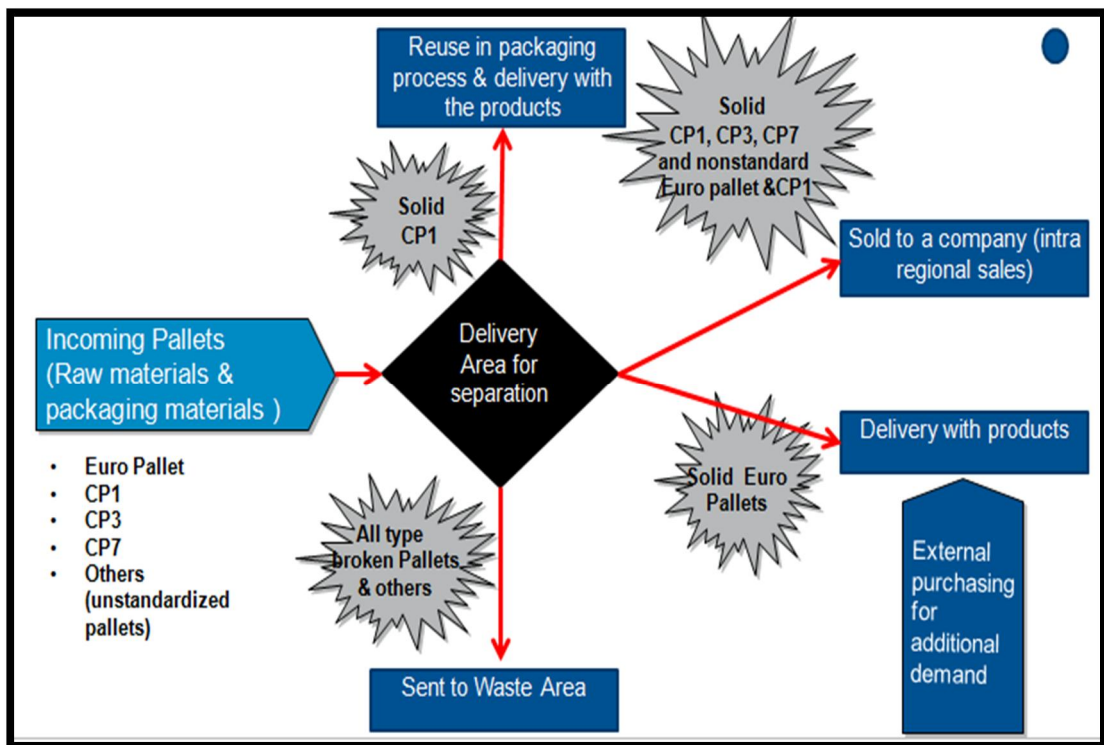 Reuse in packaging
process & delivery with
the products
Solid
CP1, CP3, CP7
and nonstandard
Euro pallet &CP1
Solid
CP1
Sold to a company (intra
regional sales)
Incoming Pallets
(Raw materials &
packaging materials )
Delivery
Area for
separation
Delivery with products
• Euro Pallet
• CP1
• CP3
• CP7
• Others
(unstandardized
pallets)
Solid Euro
Pallets
All type
broken Pallets
& others
External
purchasing
for
additional
demand
Sent to Waste Area